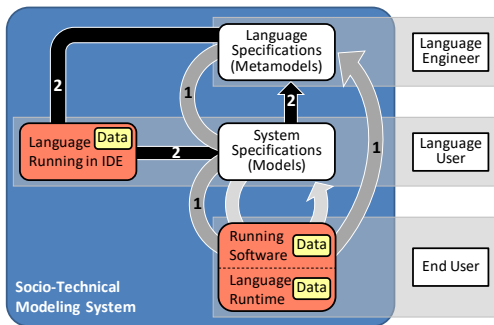 Language
Specifications
(Metamodels)
Language
Engineer
2
1
2
Data
Language
Running in IDE
2
System
Specifications
(Models)
1
Language
User
1
Running
Software
Data
Language
Runtime
Data
End User
Socio-Technical
Modeling System